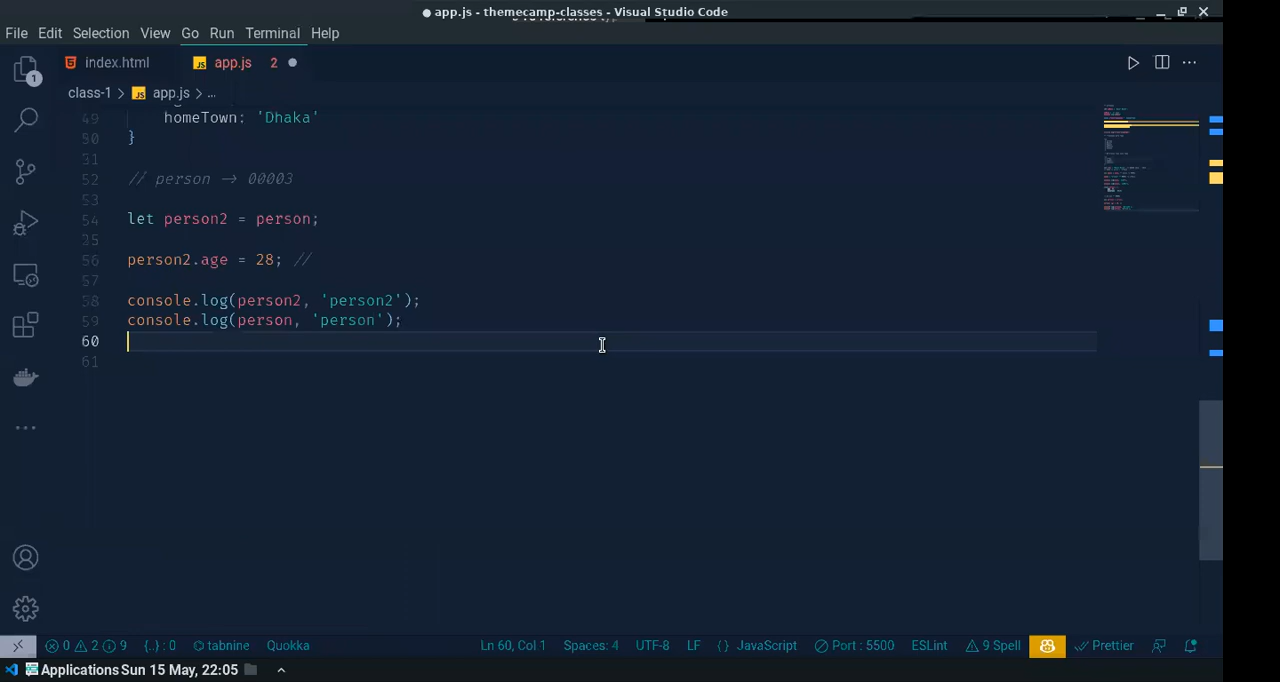 app.js - themecamp-classes - Visual Studio Code
File Edit Selection View Go Run Terminal Help
1
index.html
JS app.js 2
class-1 > JS app.js > ...
49 homeTown: 'Dhaka'
50 }
51
52 // person -> 00003
53
54 let person2 = person;
55
56 person2.age = 28; //
57
58 console.log(person2, 'person2');
59 console.log(person, 'person');
60
61
0 2 9 {..} : 0 tabnine Quokka Ln 60, Col 1 Spaces: 4 UTF-8 LF {} JavaScript Port : 5500 ESLint 9 Spell Prettier
Applications Sun 15 May, 22:05